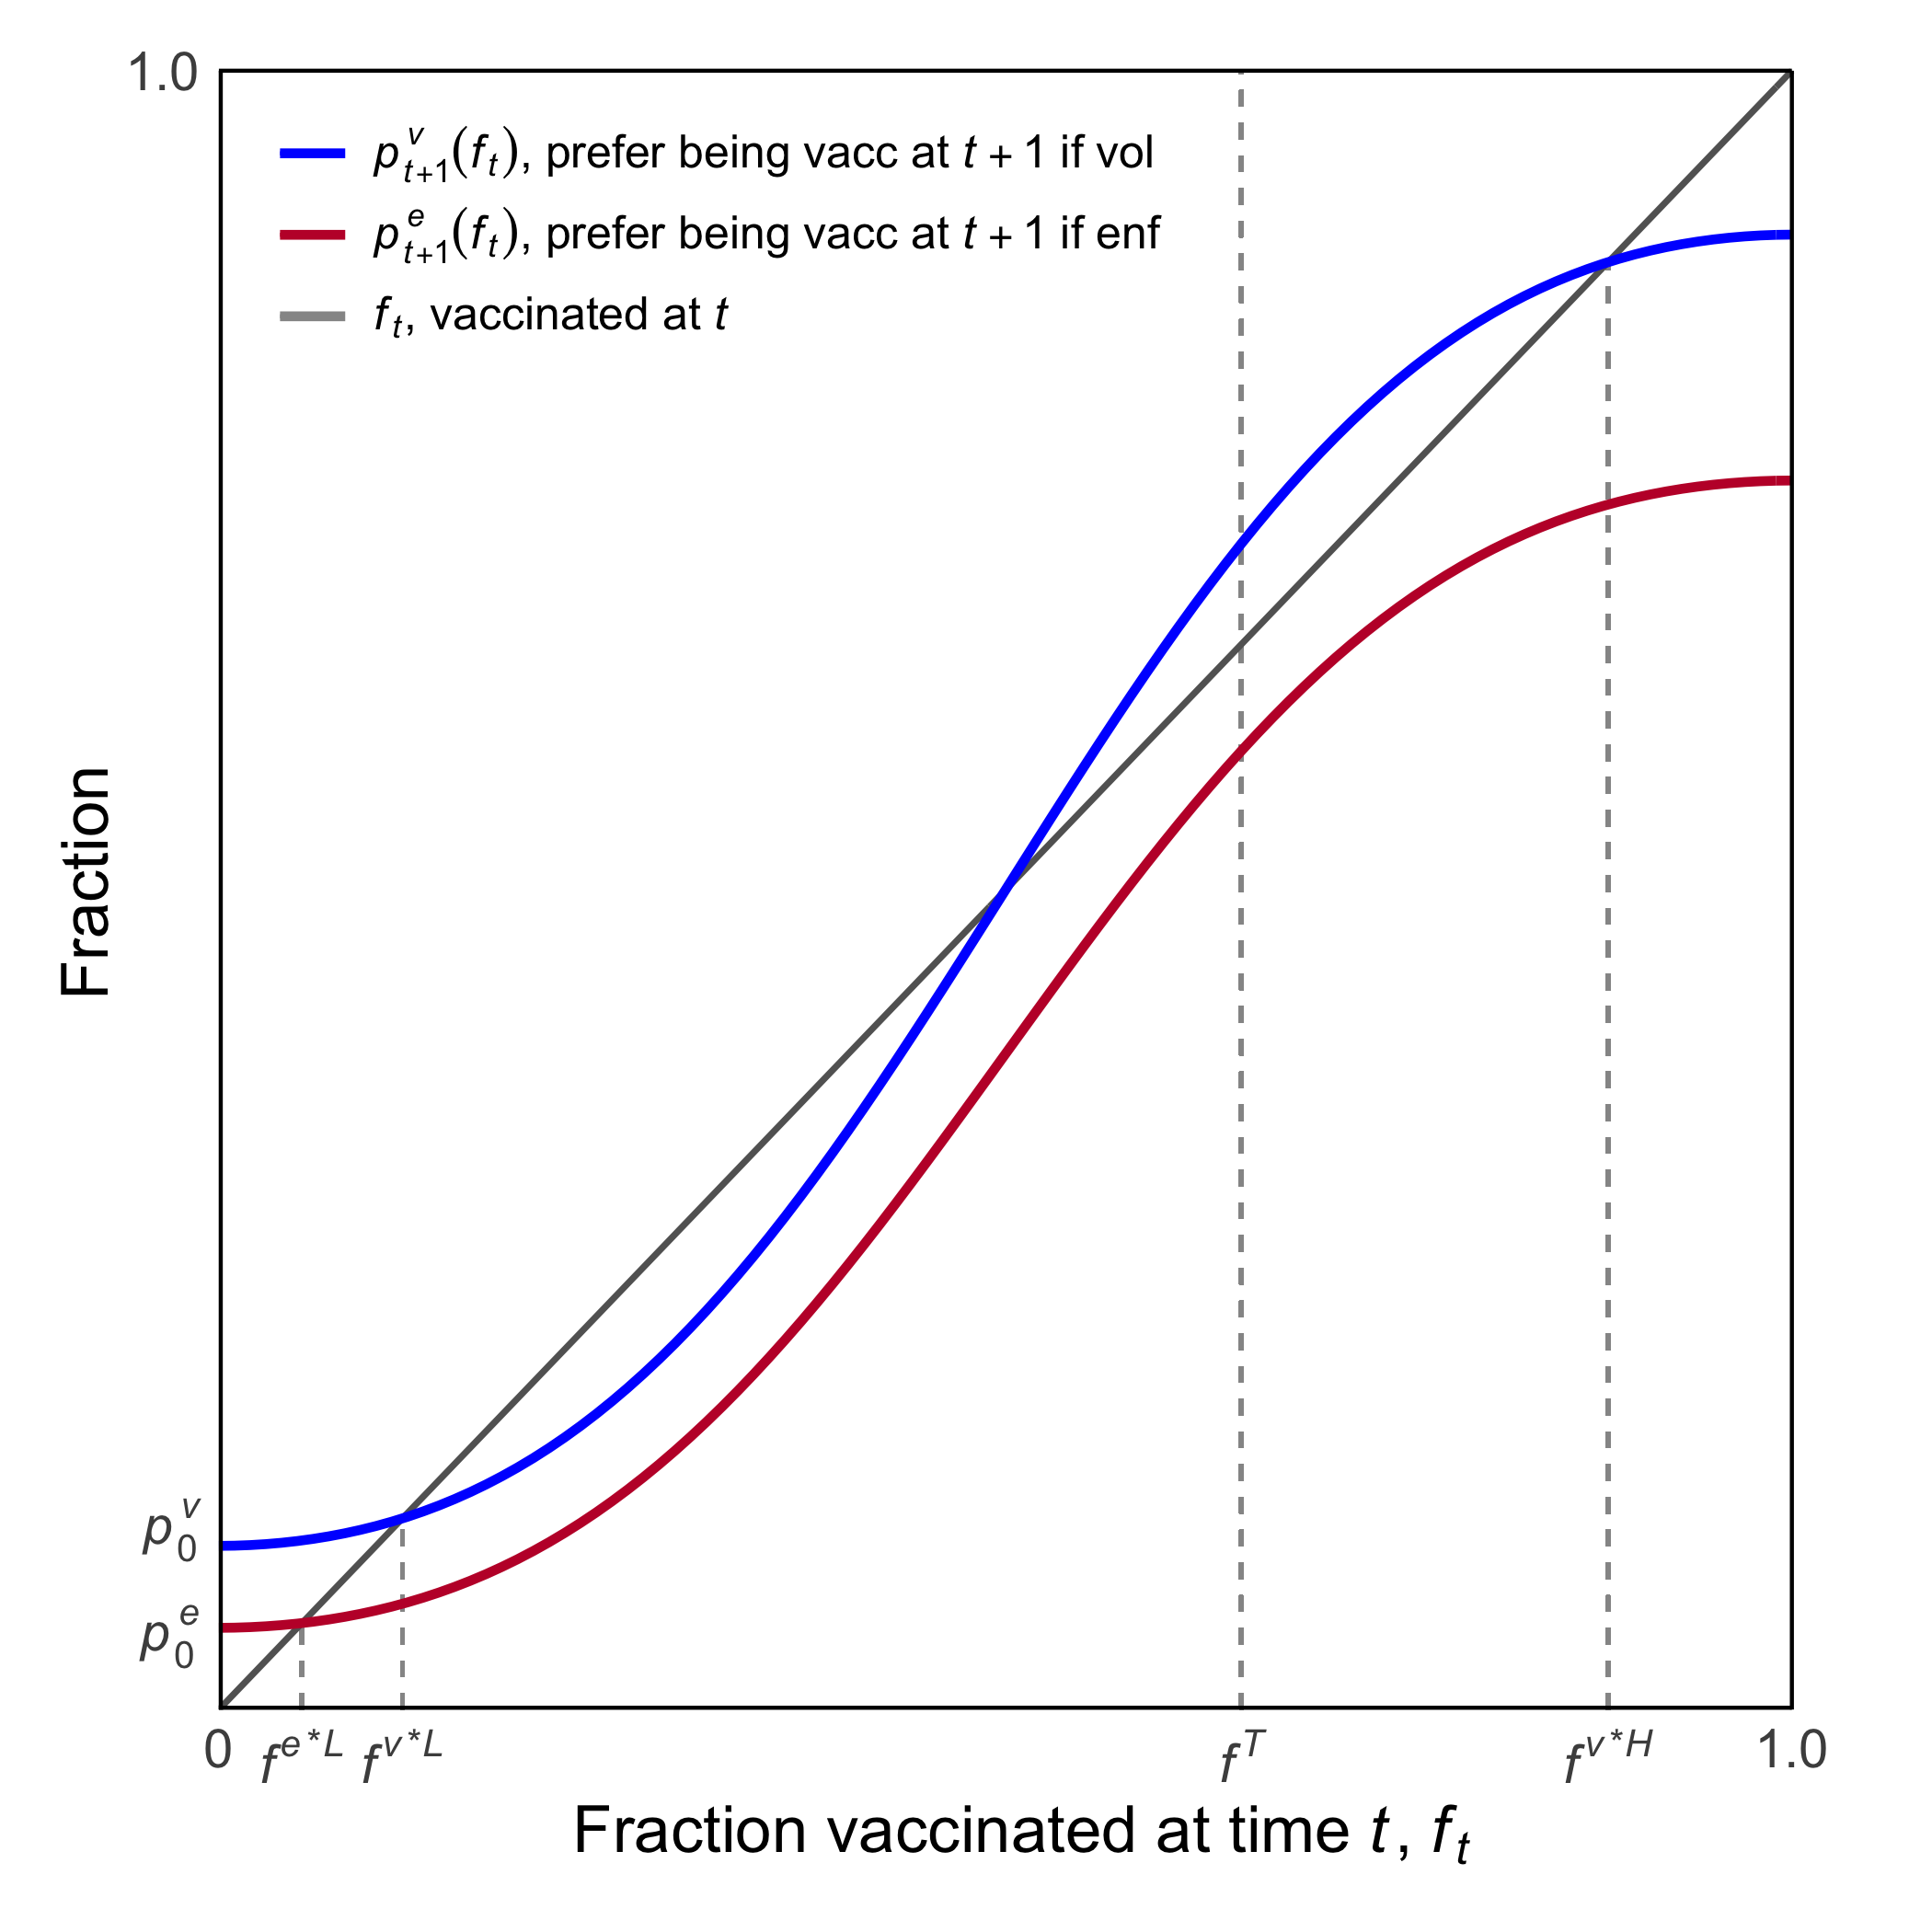 1.0
p^v_{t+1}(f_t), prefer being vacc at t + 1 if vol
p^e_{t+1}(f_t), prefer being vacc at t + 1 if enf
f_t, vaccinated at t
Fraction
p^v_0
p^e_0
0 f^{e*L} f^{v*L} f^T f^{v*H} 1.0
Fraction vaccinated at time t, f_t